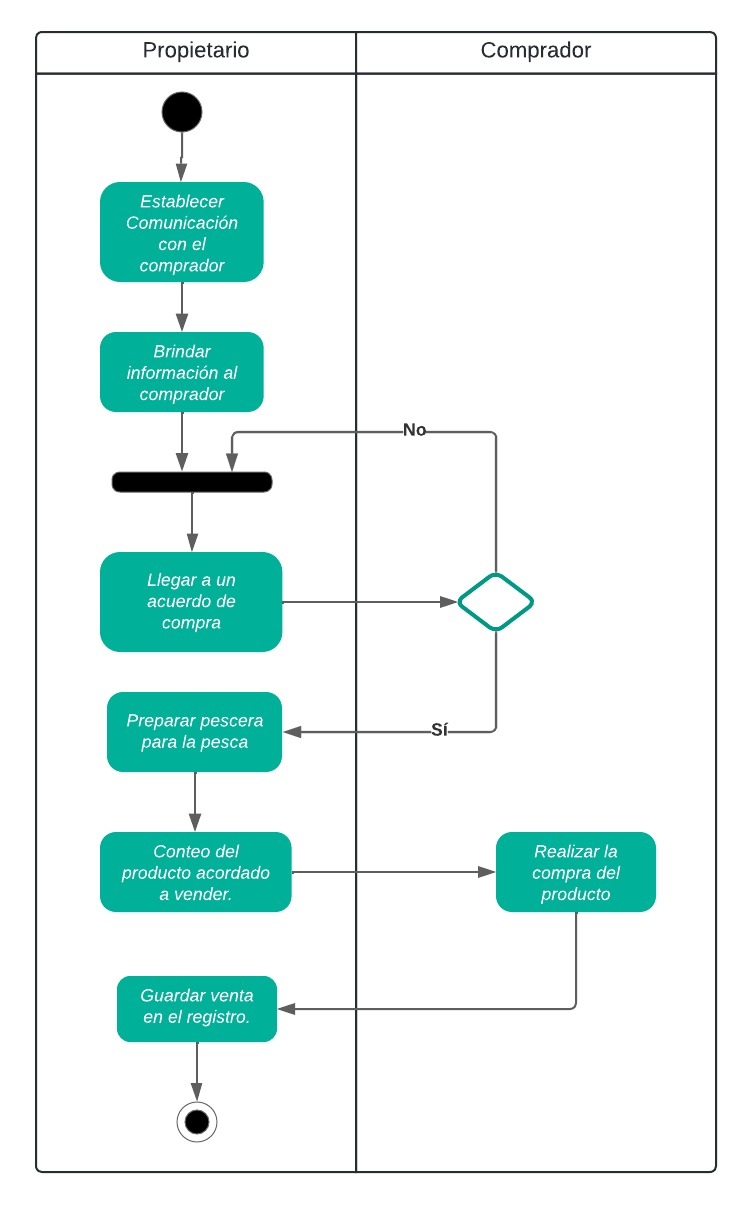 Propietario
Comprador
Establecer
Comunicación
con el
comprador
Brindar
información al
comprador
No
Llegar a un
acuerdo de
compra
Preparar pescera
para la pesca
Sí
Conteo del
producto acordado
a vender.
Realizar la
compra del
producto
Guardar venta
en el registro.